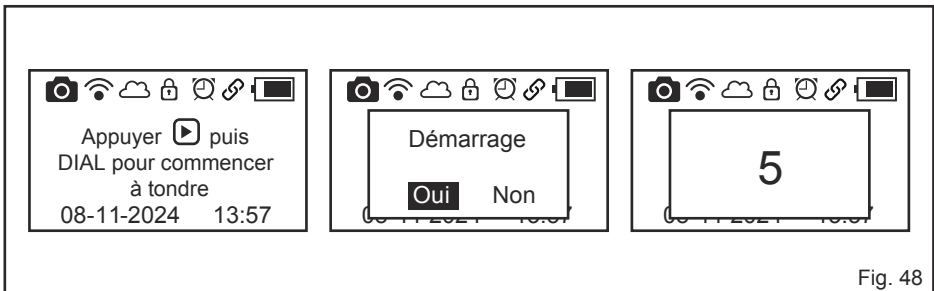 Appuyer puis
DIAL pour commencer
à tondre
08-11-2024 13:57
Démarrage
Oui Non
5
Fig. 48